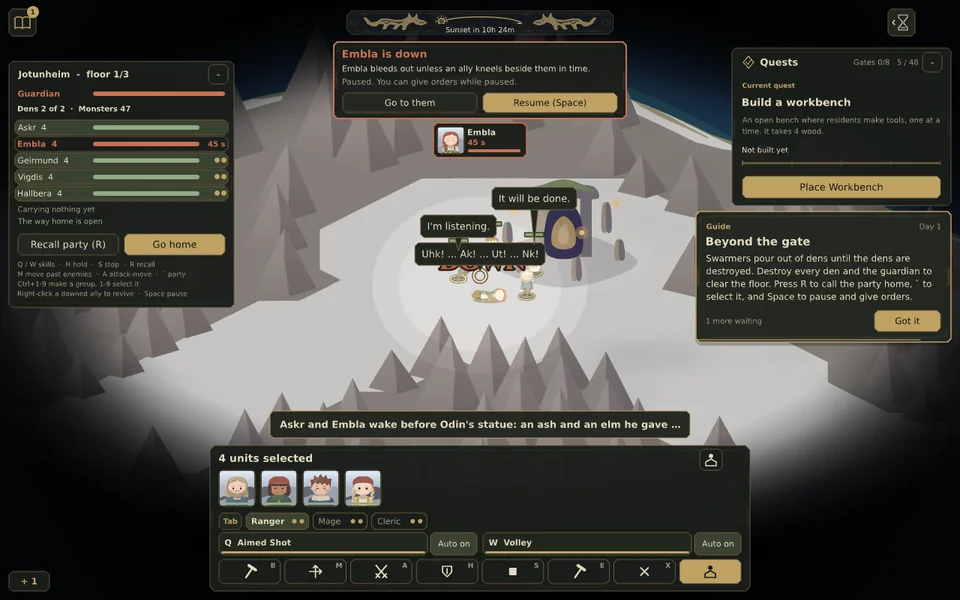 1
Sunset in 10h 24m
Jotunheim - floor 1/3
-
Guardian
Dens 2 of 2 · Monsters 47
Askr 4
Embla 4 45 s
Geirmund 4
Vigdis 4
Hallbera 4
Carrying nothing yet
The way home is open
Recall party (R)
Go home
Q / W skills · H hold · S stop · R recall
M move past enemies · A attack-move · ` party
Ctrl+1-9 make a group, 1-9 select it
Right-click a downed ally to revive · Space pause
Embla is down
Embla bleeds out unless an ally kneels beside them in time.
Paused. You can give orders while paused.
Go to them
Resume (Space)
Embla
45 s
Quests
Gates 0/8 5 / 48
-
Current quest
Build a workbench
An open bench where residents make tools, one at a
time. It takes 4 wood.
Not built yet
Place Workbench
Guide
Day 1
Beyond the gate
Swarmers pour out of dens until the dens are
destroyed. Destroy every den and the guardian to
clear the floor. Press R to call the party home, ` to
select it, and Space to pause and give orders.
1 more waiting
Got it
It will be done.
I'm listening.
Uhk! ... Ak! ... Ut! ... Nk!
DOWN
Askr and Embla wake before Odin's statue: an ash and an elm he gave ...
4 units selected
Tab
Ranger
Mage
Cleric
Q Aimed Shot
Auto on
W Volley
Auto on
B
M
A
H
S
E
X
+ 1